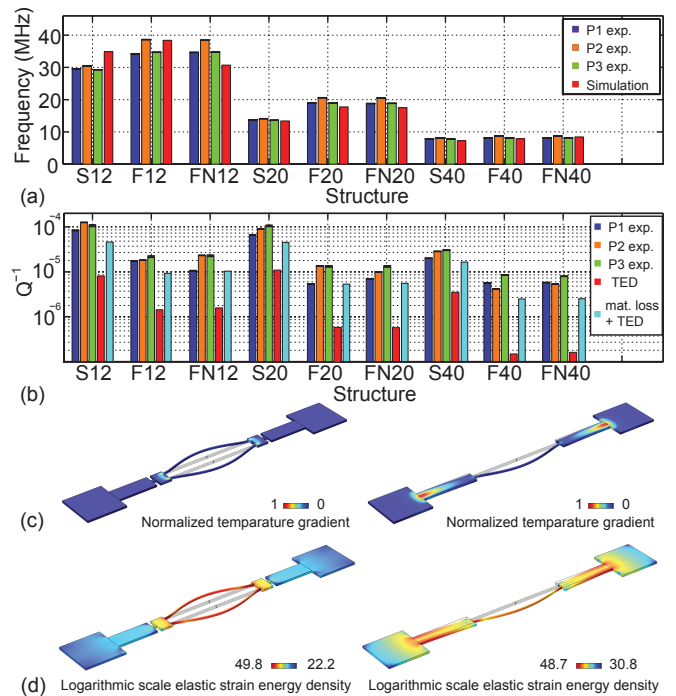 Frequency (MHz)
40
30
20
10
0
P1 exp.
P2 exp.
P3 exp.
Simulation
S12 F12 FN12 S20 F20 FN20 S40 F40 FN40
Structure
(a)
Q⁻¹
10⁻⁴
10⁻⁵
10⁻⁶
P1 exp.
P2 exp.
P3 exp.
TED
mat. loss
+ TED
S12 F12 FN12 S20 F20 FN20 S40 F40 FN40
Structure
(b)
1 0
Normalized temparature gradient
1 0
Normalized temparature gradient
(c)
49.8 22.2
Logarithmic scale elastic strain energy density
48.7 30.8
Logarithmic scale elastic strain energy density
(d)